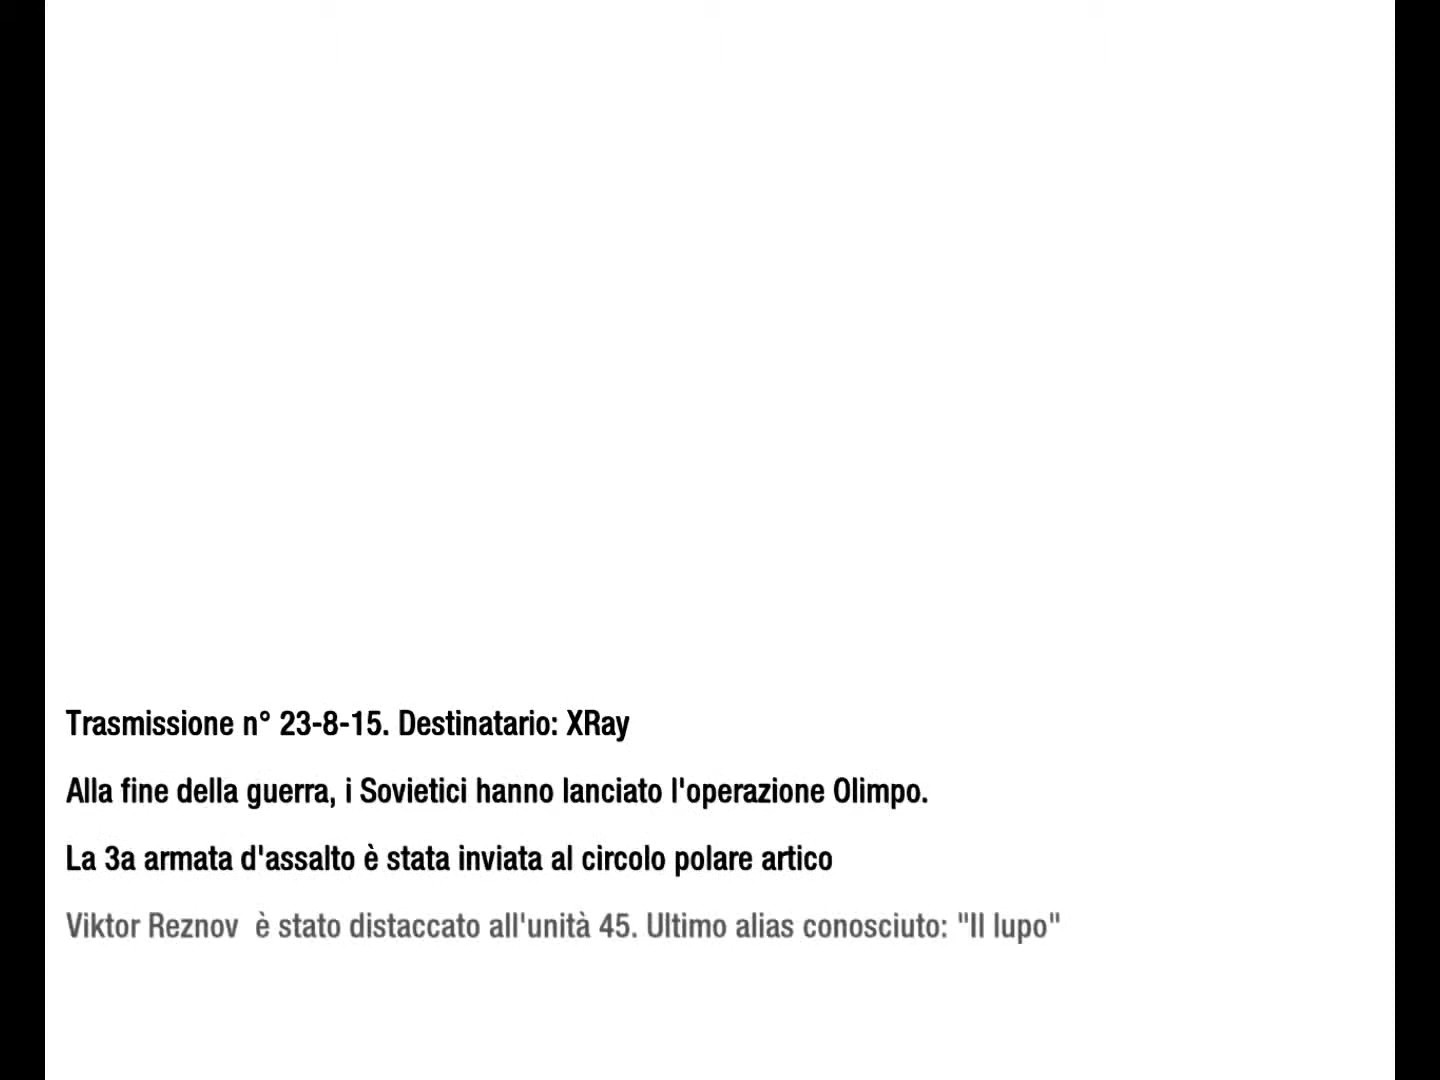 Trasmissione n° 23-8-15. Destinatario: XRay
Alla fine della guerra, i Sovietici hanno lanciato l'operazione Olimpo.
La 3a armata d'assalto è stata inviata al circolo polare artico
Viktor Reznov  è stato distaccato all'unità 45. Ultimo alias conosciuto: "Il lupo"